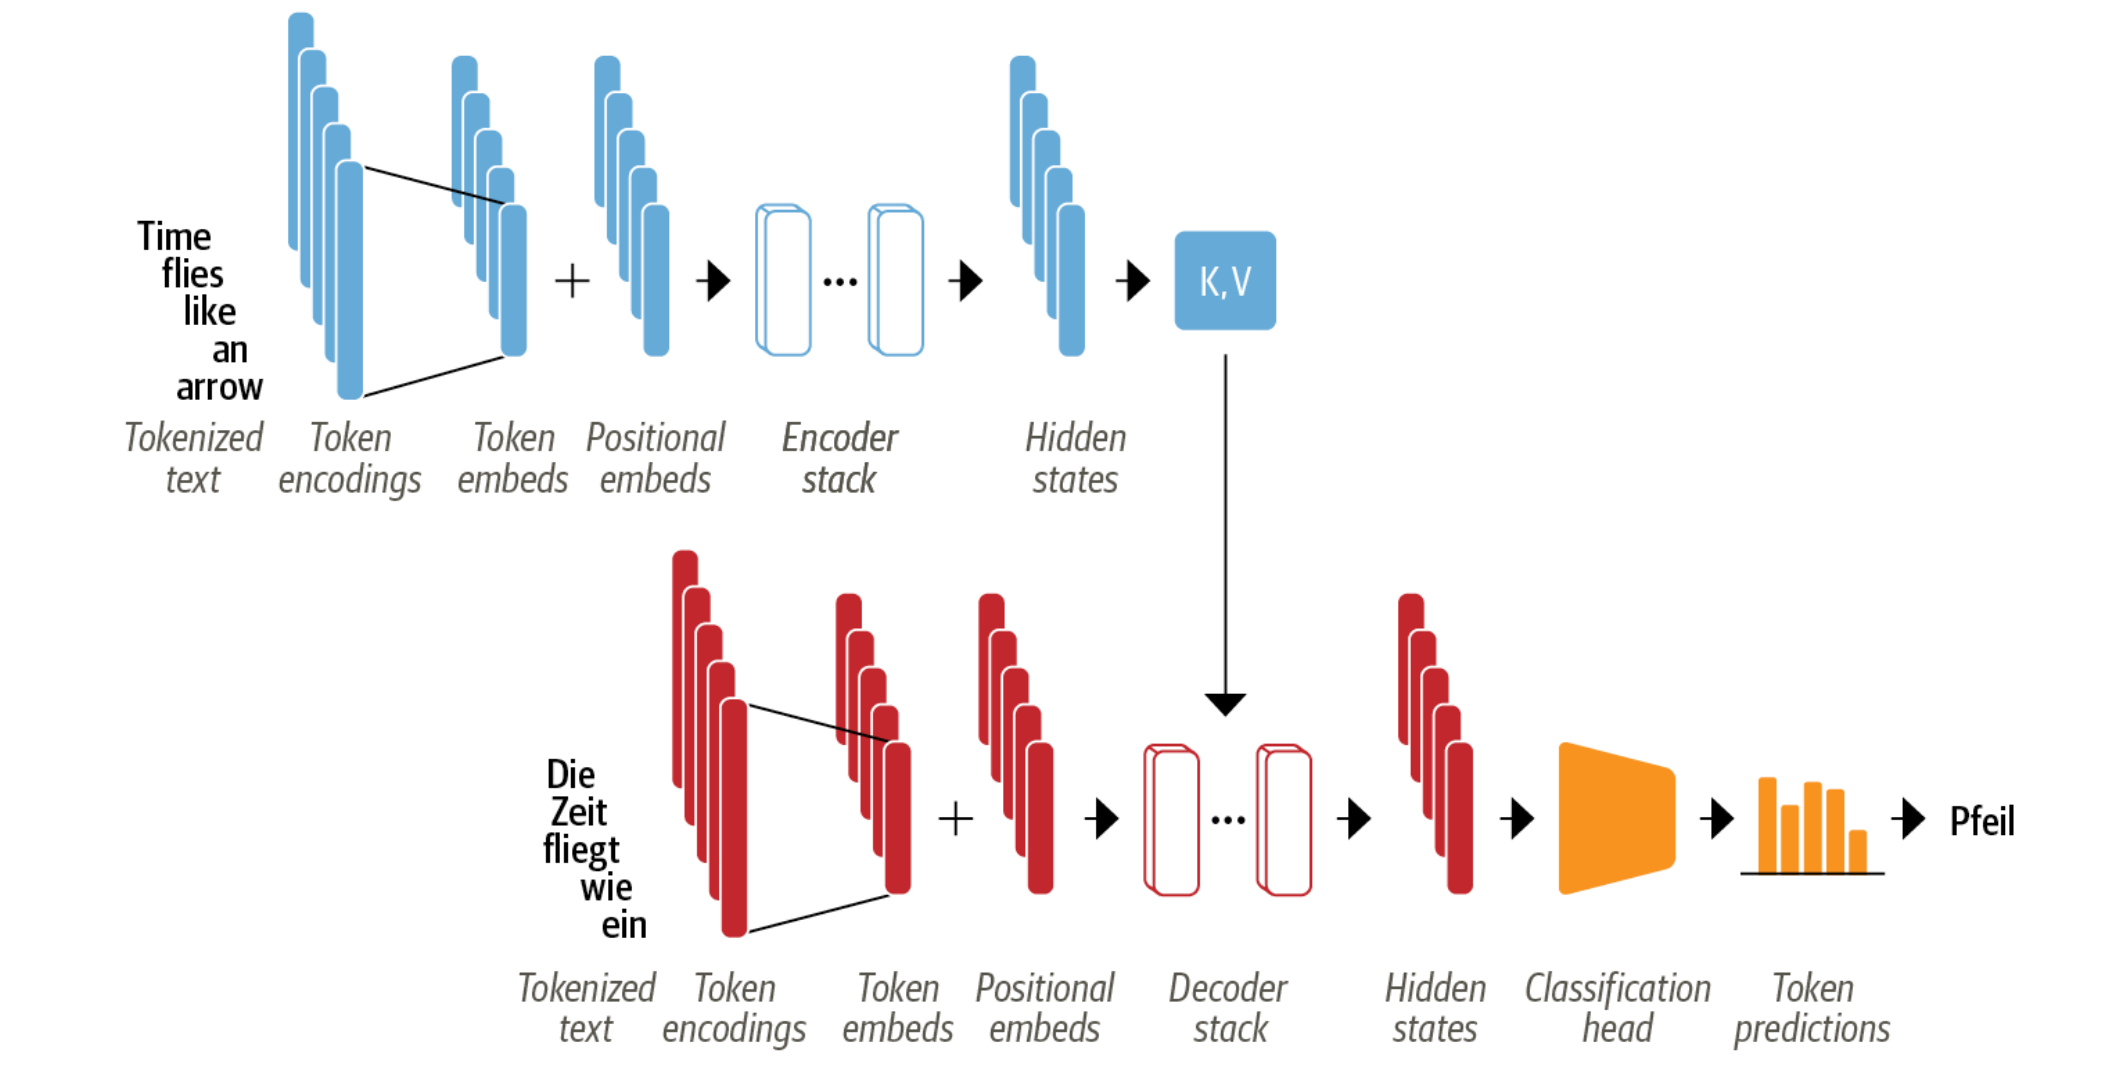 Time
flies
like
an
arrow
Tokenized text
Token encodings
Token embeds
+
Positional embeds
Encoder stack
...
Hidden states
K, V
Die
Zeit
fliegt
wie
ein
Tokenized text
Token encodings
Token embeds
+
Positional embeds
Decoder stack
...
Hidden states
Classification head
Token predictions
Pfeil